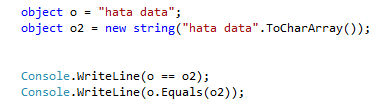 object o = "hata data";
object o2 = new string("hata data".ToCharArray());
Console.WriteLine(o == o2);
Console.WriteLine(o.Equals(o2));